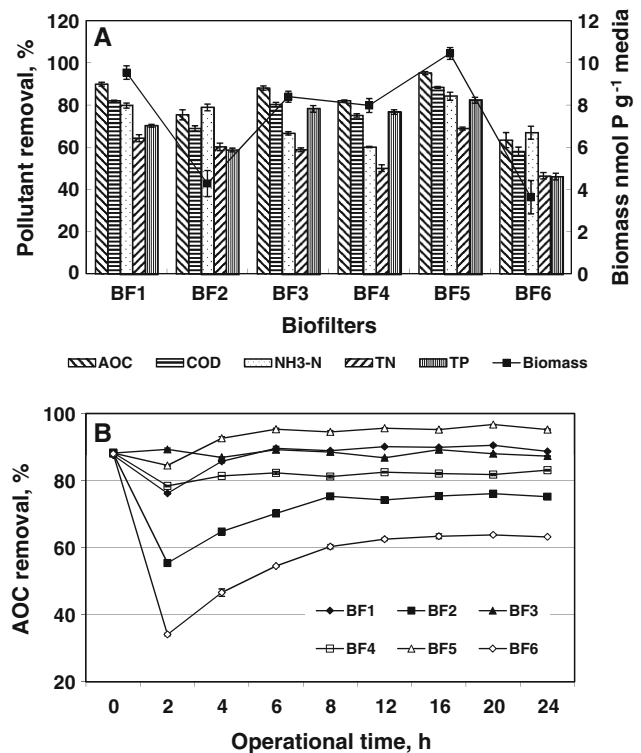 A
Pollutant removal, %
120
100
80
60
40
20
0
12
10
8
6
4
2
0
Biomass nmol P g⁻¹ media
BF1 BF2 BF3 BF4 BF5 BF6
Biofilters
AOC COD NH3-N TN TP Biomass
B
AOC removal, %
100
80
60
40
20
BF1 BF2 BF3
BF4 BF5 BF6
0 2 4 6 8 12 16 20 24
Operational time, h